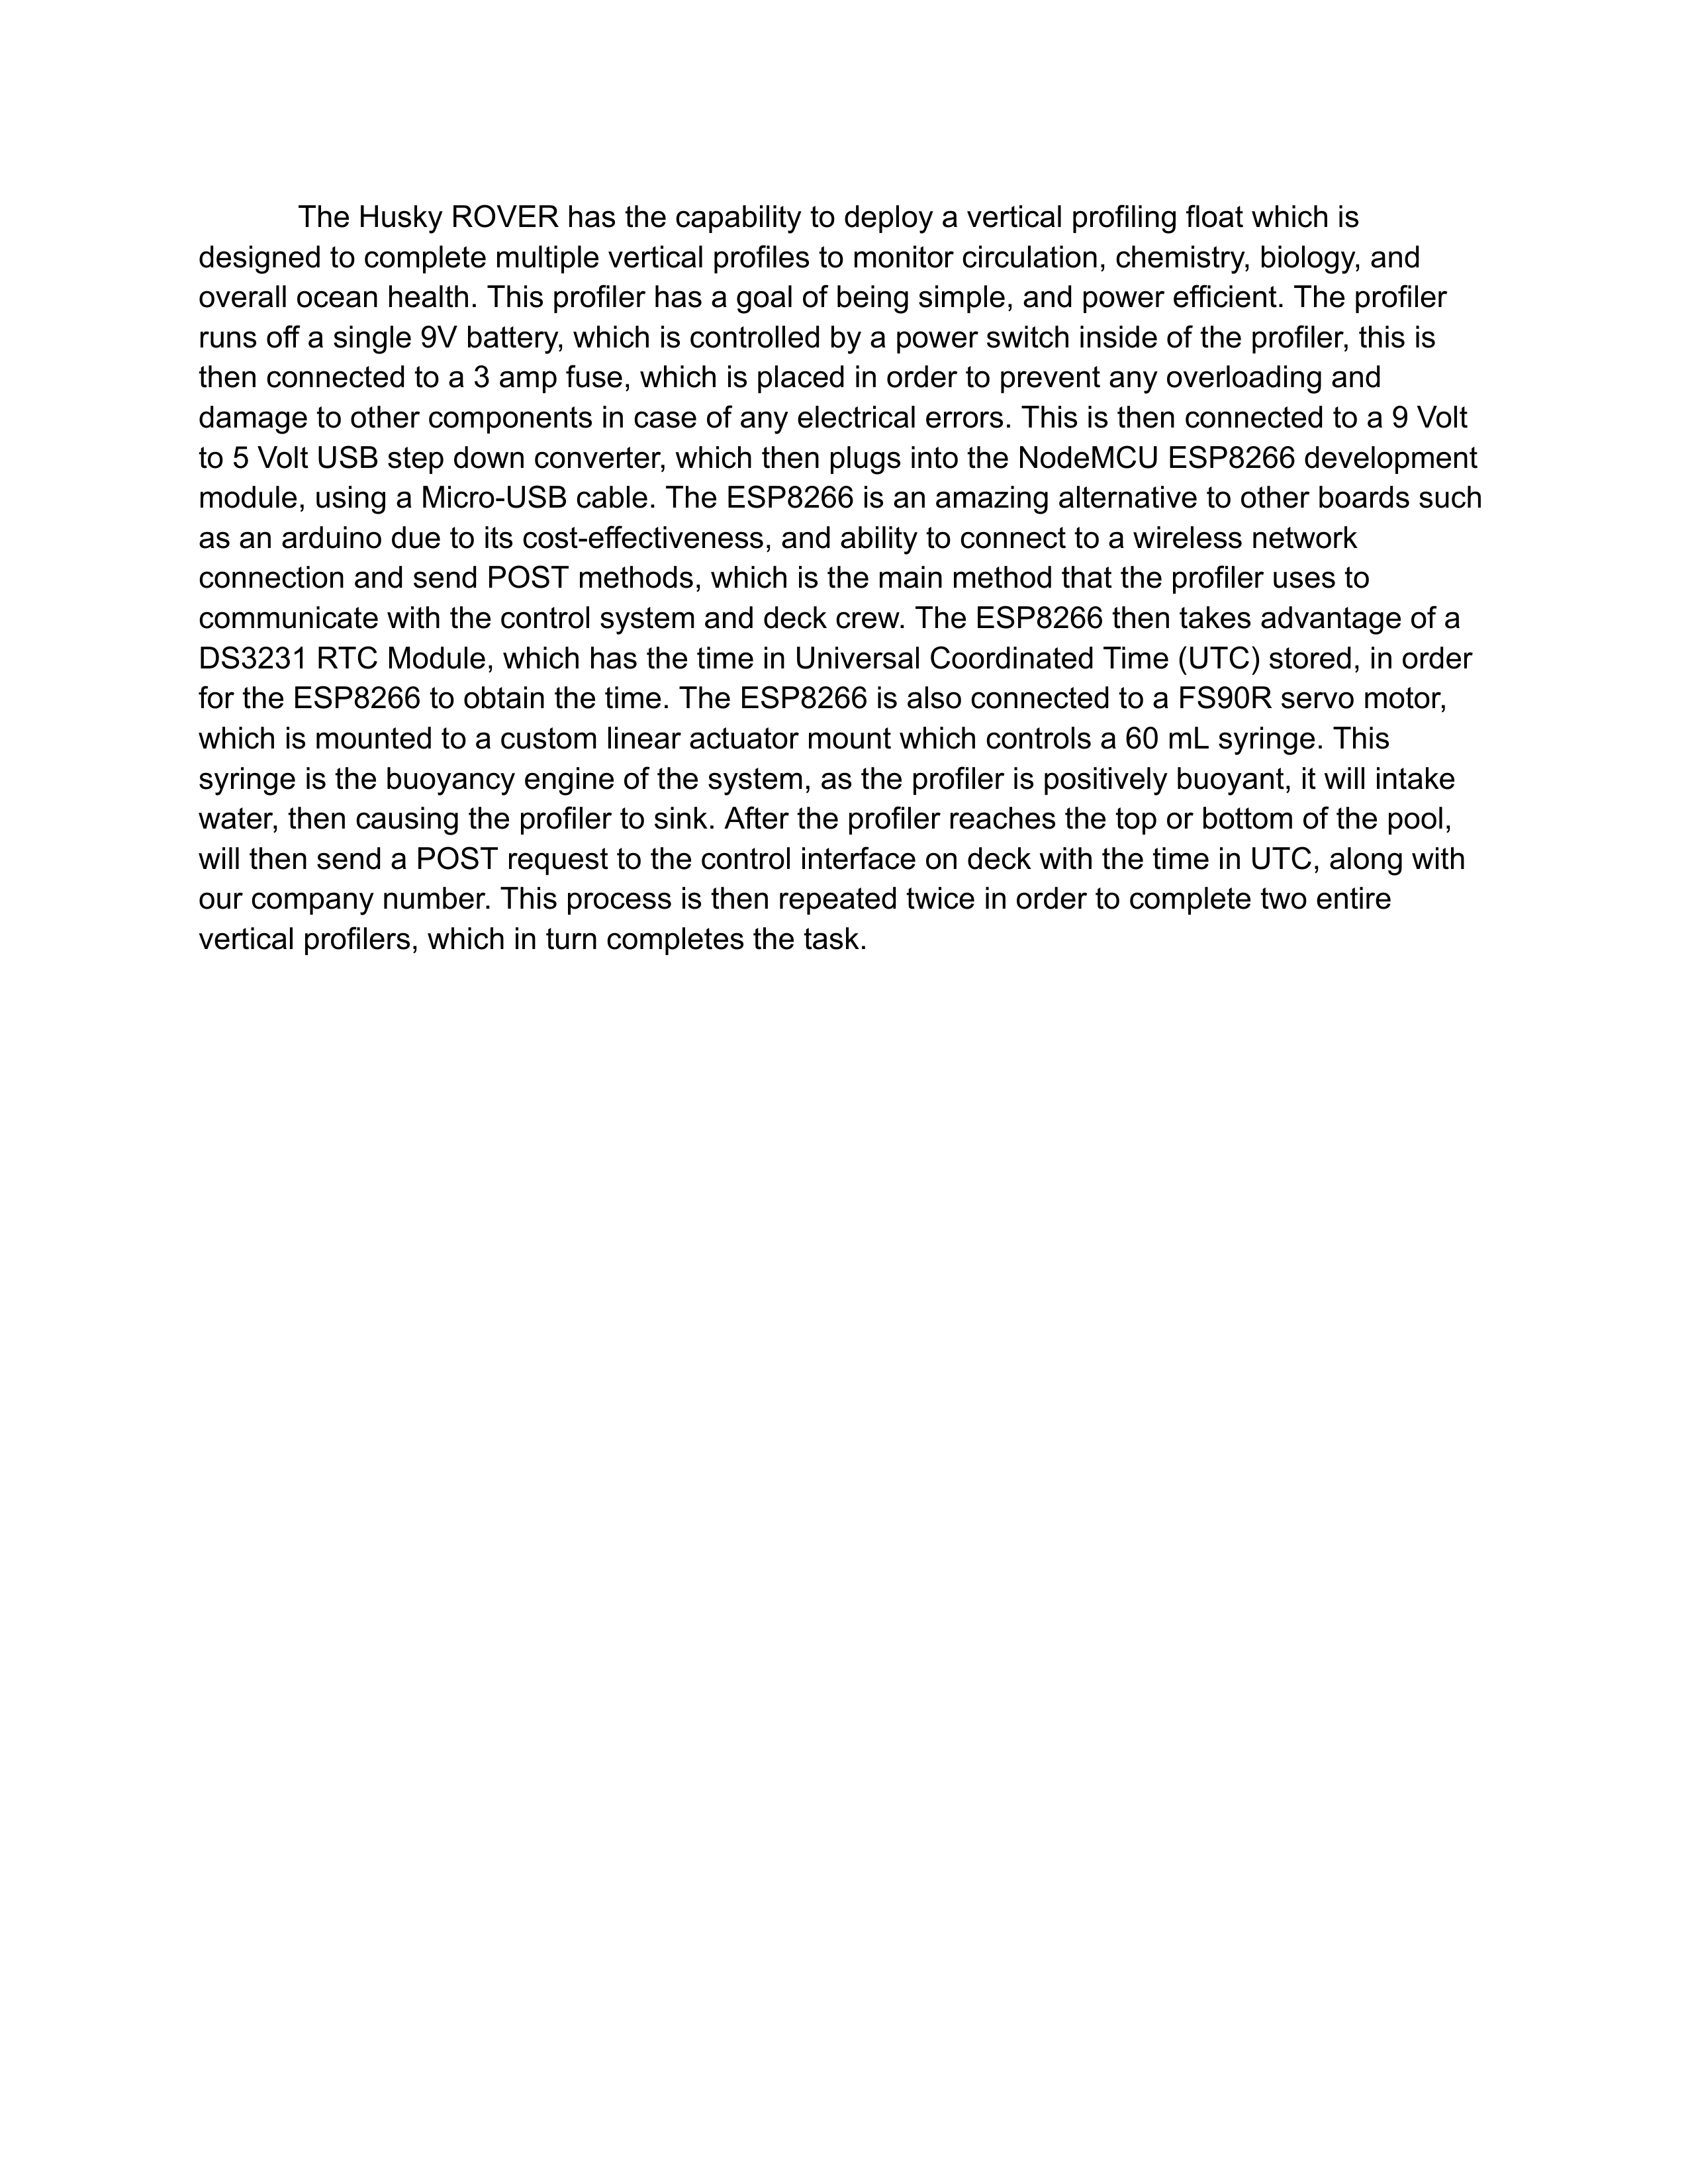 The Husky ROVER has the capability to deploy a vertical profiling float which is
designed to complete multiple vertical profiles to monitor circulation, chemistry, biology, and
overall ocean health. This profiler has a goal of being simple, and power efficient. The profiler
runs off a single 9V battery, which is controlled by a power switch inside of the profiler, this is
then connected to a 3 amp fuse, which is placed in order to prevent any overloading and
damage to other components in case of any electrical errors. This is then connected to a 9 Volt
to 5 Volt USB step down converter, which then plugs into the NodeMCU ESP8266 development
module, using a Micro-USB cable. The ESP8266 is an amazing alternative to other boards such
as an arduino due to its cost-effectiveness, and ability to connect to a wireless network
connection and send POST methods, which is the main method that the profiler uses to
communicate with the control system and deck crew. The ESP8266 then takes advantage of a
DS3231 RTC Module, which has the time in Universal Coordinated Time (UTC) stored, in order
for the ESP8266 to obtain the time. The ESP8266 is also connected to a FS90R servo motor,
which is mounted to a custom linear actuator mount which controls a 60 mL syringe. This
syringe is the buoyancy engine of the system, as the profiler is positively buoyant, it will intake
water, then causing the profiler to sink. After the profiler reaches the top or bottom of the pool,
will then send a POST request to the control interface on deck with the time in UTC, along with
our company number. This process is then repeated twice in order to complete two entire
vertical profilers, which in turn completes the task.